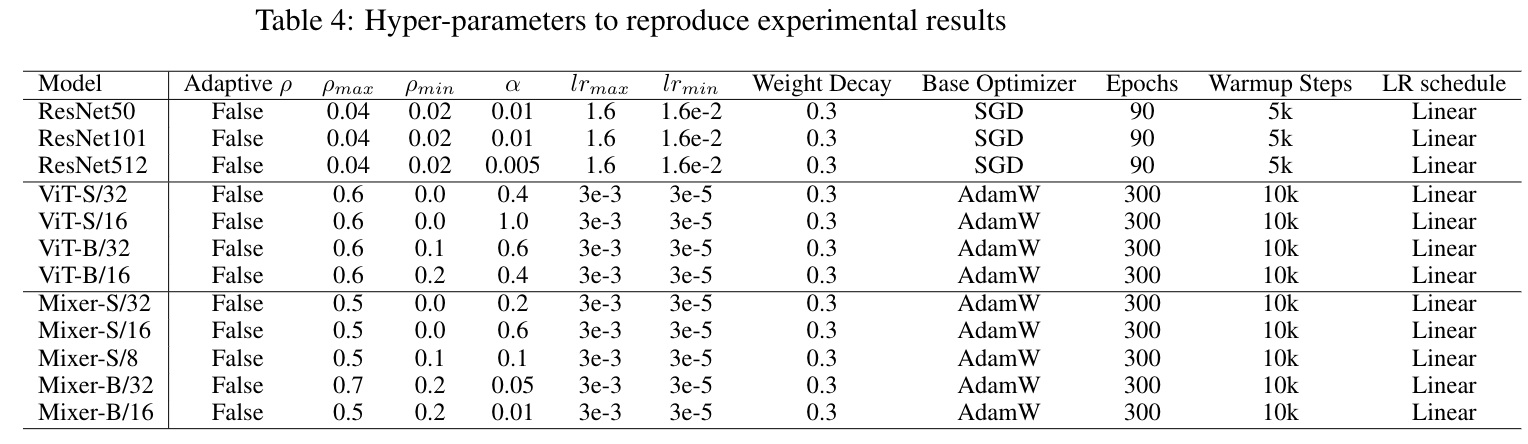 Table 4: Hyper-parameters to reproduce experimental results
Model Adaptive ρ ρmax ρmin α lrmax lrmin Weight Decay Base Optimizer Epochs Warmup Steps LR schedule
ResNet50 False 0.04 0.02 0.01 1.6 1.6e-2 0.3 SGD 90 5k Linear
ResNet101 False 0.04 0.02 0.01 1.6 1.6e-2 0.3 SGD 90 5k Linear
ResNet512 False 0.04 0.02 0.005 1.6 1.6e-2 0.3 SGD 90 5k Linear
ViT-S/32 False 0.6 0.0 0.4 3e-3 3e-5 0.3 AdamW 300 10k Linear
ViT-S/16 False 0.6 0.0 1.0 3e-3 3e-5 0.3 AdamW 300 10k Linear
ViT-B/32 False 0.6 0.1 0.6 3e-3 3e-5 0.3 AdamW 300 10k Linear
ViT-B/16 False 0.6 0.2 0.4 3e-3 3e-5 0.3 AdamW 300 10k Linear
Mixer-S/32 False 0.5 0.0 0.2 3e-3 3e-5 0.3 AdamW 300 10k Linear
Mixer-S/16 False 0.5 0.0 0.6 3e-3 3e-5 0.3 AdamW 300 10k Linear
Mixer-S/8 False 0.5 0.1 0.1 3e-3 3e-5 0.3 AdamW 300 10k Linear
Mixer-B/32 False 0.7 0.2 0.05 3e-3 3e-5 0.3 AdamW 300 10k Linear
Mixer-B/16 False 0.5 0.2 0.01 3e-3 3e-5 0.3 AdamW 300 10k Linear